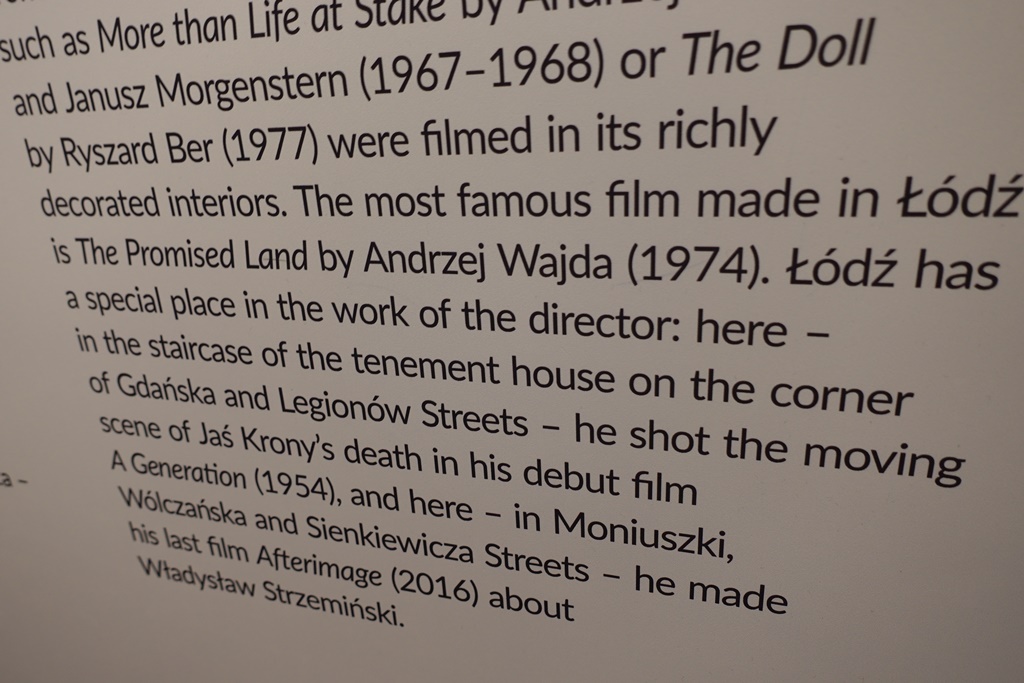 such as More than Life at Stake by Andrzej
and Janusz Morgenstern (1967–1968) or The Doll
by Ryszard Ber (1977) were filmed in its richly
decorated interiors. The most famous film made in Łódź
is The Promised Land by Andrzej Wajda (1974). Łódź has
a special place in the work of the director: here –
in the staircase of the tenement house on the corner
of Gdańska and Legionów Streets – he shot the moving
scene of Jaś Krony’s death in his debut film
A Generation (1954), and here – in Moniuszki,
a –
Wólczańska and Sienkiewicza Streets – he made
his last film Afterimage (2016) about
Władysław Strzemiński.